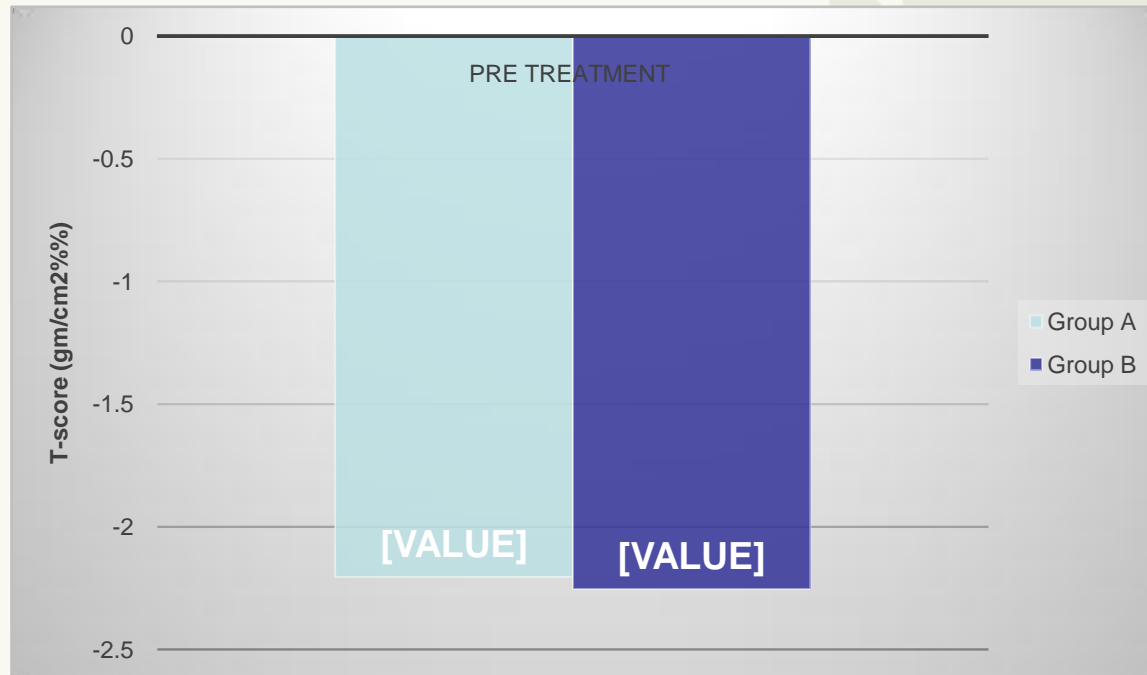 0
PRE TREATMENT
-0.5
-1
-1.5
-2
-2.5
T-score (gm/cm2%%)
[VALUE]
[VALUE]
Group A
Group B